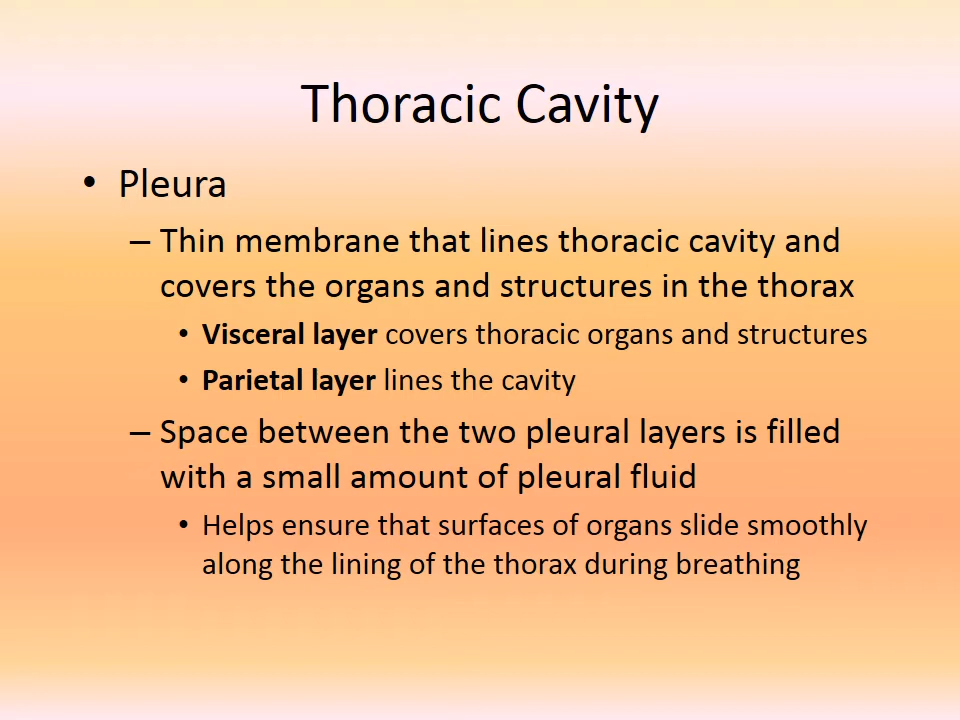 Thoracic Cavity
• Pleura
– Thin membrane that lines thoracic cavity and
covers the organs and structures in the thorax
• Visceral layer covers thoracic organs and structures
• Parietal layer lines the cavity
– Space between the two pleural layers is filled
with a small amount of pleural fluid
• Helps ensure that surfaces of organs slide smoothly
along the lining of the thorax during breathing